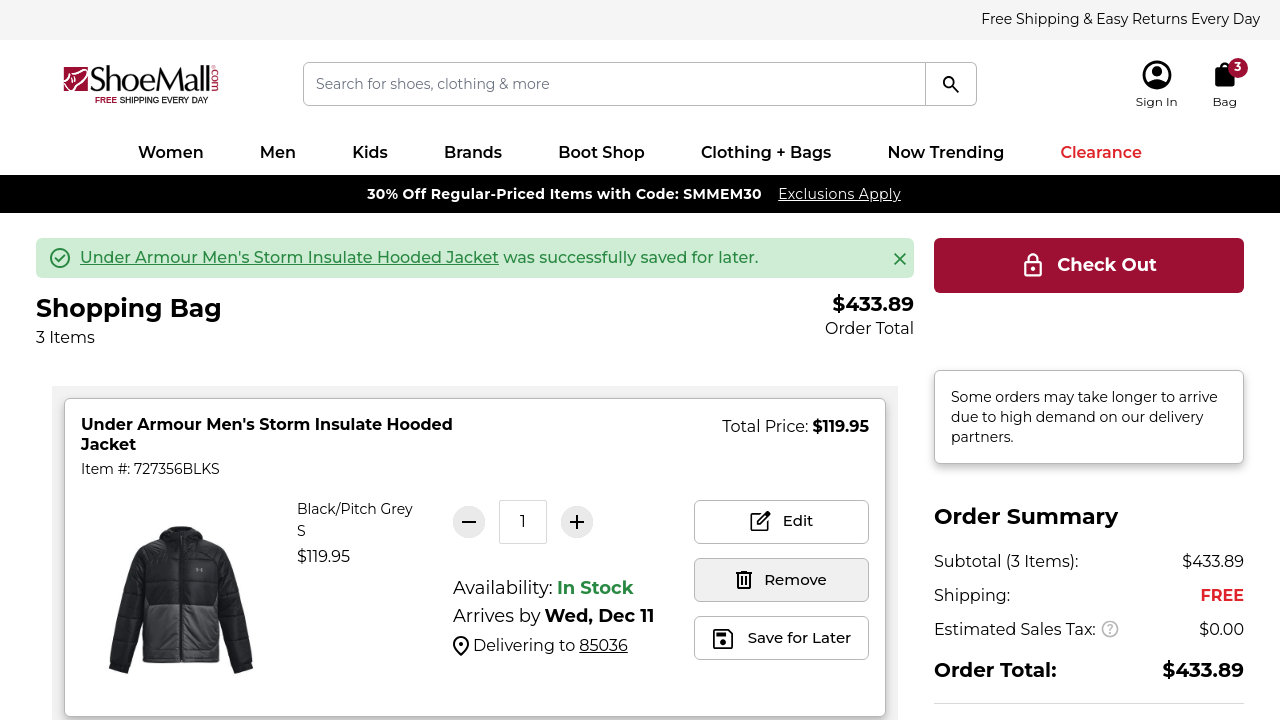 Free Shipping & Easy Returns Every Day
ShoeMall.com
FREE SHIPPING EVERY DAY
Search for shoes, clothing & more
Sign In
3
Bag
Women Men Kids Brands Boot Shop Clothing + Bags Now Trending Clearance
30% Off Regular-Priced Items with Code: SMMEM30 Exclusions Apply
Under Armour Men's Storm Insulate Hooded Jacket was successfully saved for later.
Shopping Bag
3 Items
$433.89
Order Total
Under Armour Men's Storm Insulate Hooded
Jacket
Item #: 727356BLKS
Total Price: $119.95
Black/Pitch Grey
S
$119.95
1
Availability: In Stock
Arrives by Wed, Dec 11
Delivering to 85036
Edit
Remove
Save for Later
Check Out
Some orders may take longer to arrive
due to high demand on our delivery
partners.
Order Summary
Subtotal (3 Items): $433.89
Shipping: FREE
Estimated Sales Tax: ? $0.00
Order Total: $433.89